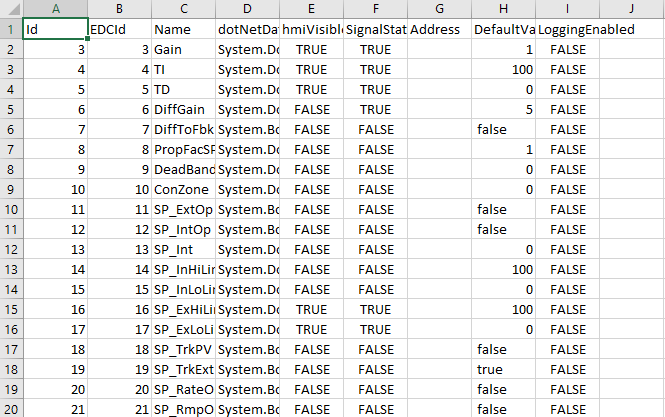 A B C D E F G H I J
1 Id EDCId Name dotNetDat hmiVisible SignalStat Address DefaultVa LoggingEnabled
2 3 3 Gain System.Do TRUE TRUE 1 FALSE
3 4 4 TI System.Do TRUE TRUE 100 FALSE
4 5 5 TD System.Do TRUE TRUE 0 FALSE
5 6 6 DiffGain System.Do FALSE TRUE 5 FALSE
6 7 7 DiffToFbk System.Bo FALSE FALSE false FALSE
7 8 8 PropFacSP System.Do FALSE FALSE 1 FALSE
8 9 9 DeadBand System.Do FALSE FALSE 0 FALSE
9 10 10 ConZone System.Do FALSE FALSE 0 FALSE
10 11 11 SP_ExtOp System.Bo FALSE FALSE false FALSE
11 12 12 SP_IntOp System.Bo FALSE FALSE false FALSE
12 13 13 SP_Int System.Do FALSE FALSE 0 FALSE
13 14 14 SP_InHiLin System.Do FALSE FALSE 100 FALSE
14 15 15 SP_InLoLin System.Do FALSE FALSE 0 FALSE
15 16 16 SP_ExHiLin System.Do TRUE TRUE 100 FALSE
16 17 17 SP_ExLoLi System.Do TRUE TRUE 0 FALSE
17 18 18 SP_TrkPV System.Bo FALSE FALSE false FALSE
18 19 19 SP_TrkExt System.Bo FALSE FALSE true FALSE
19 20 20 SP_RateO System.Bo FALSE FALSE false FALSE
20 21 21 SP_RmpO System.Bo FALSE FALSE false FALSE